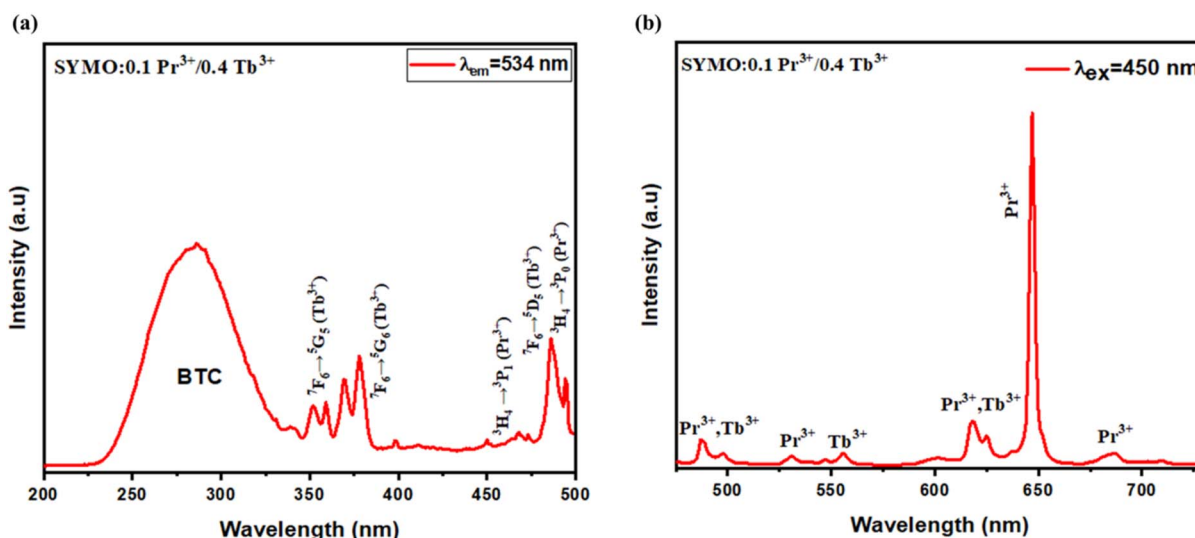 (a)
SYMO:0.1 Pr³⁺/0.4 Tb³⁺
λem=534 nm
Intensity (a.u)
BTC
⁷F₆→⁵G₅ (Tb³⁺)
⁷F₆→⁵G₆ (Tb³⁺)
³H₄→³P₁ (Pr³⁺)
⁷F₆→⁵D₅ (Tb³⁺)
³H₄→³P₀ (Pr³⁺)
200 250 300 350 400 450 500
Wavelength (nm)
(b)
SYMO:0.1 Pr³⁺/0.4 Tb³⁺
λex=450 nm
Intensity (a.u)
Pr³⁺,Tb³⁺
Pr³⁺
Tb³⁺
Pr³⁺,Tb³⁺
Pr³⁺
Pr³⁺
500 550 600 650 700
Wavelength (nm)